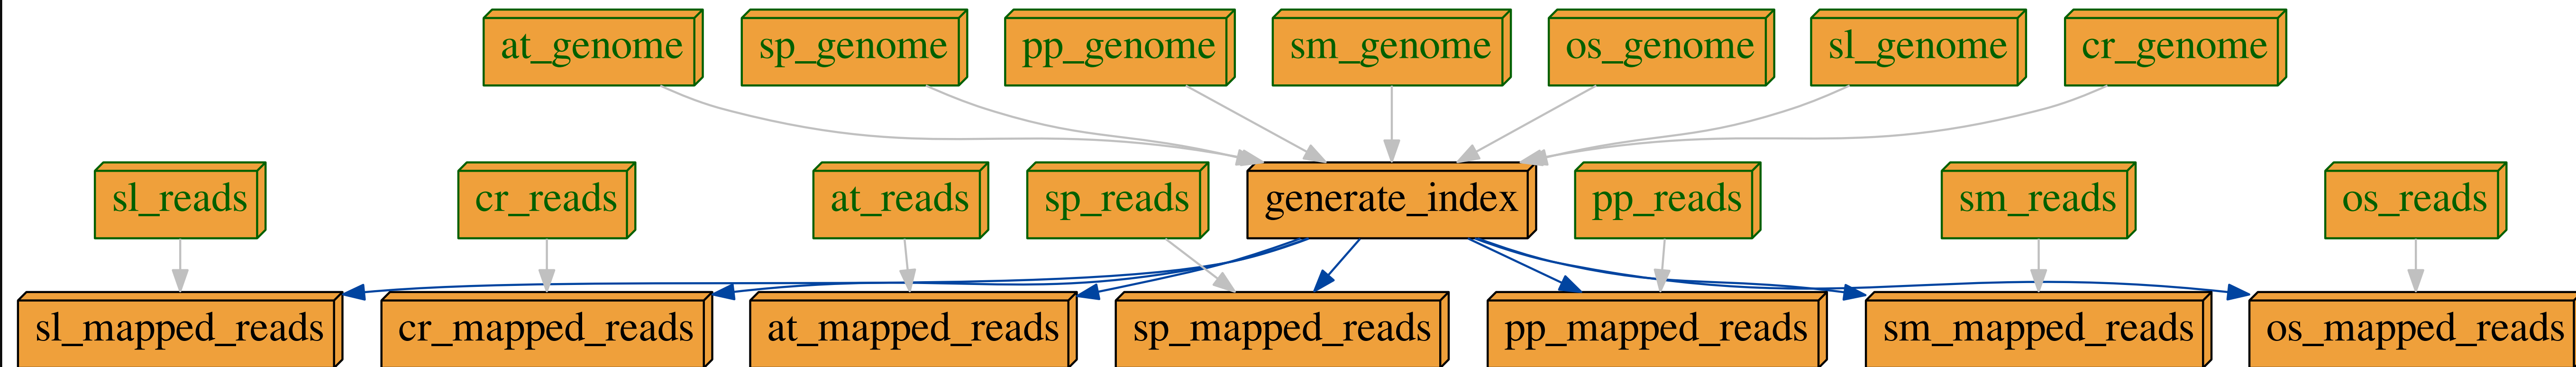 at_genome
sp_genome
pp_genome
sm_genome
os_genome
sl_genome
cr_genome
sl_reads
cr_reads
at_reads
sp_reads
generate_index
pp_reads
sm_reads
os_reads
sl_mapped_reads
cr_mapped_reads
at_mapped_reads
sp_mapped_reads
pp_mapped_reads
sm_mapped_reads
os_mapped_reads